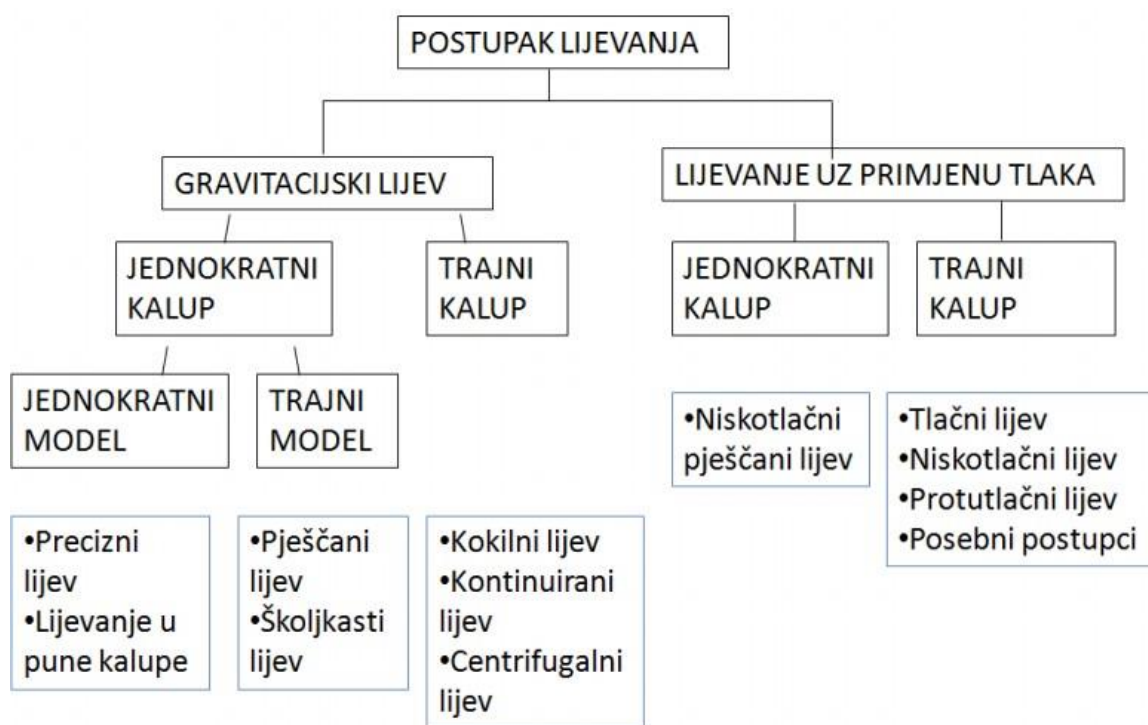 POSTUPAK LIJEVANJA
GRAVITACIJSKI LIJEV
LIJEVANJE UZ PRIMJENU TLAKA
JEDNOKRATNI
KALUP
TRAJNI
KALUP
JEDNOKRATNI
KALUP
TRAJNI
KALUP
JEDNOKRATNI
MODEL
TRAJNI
MODEL
•Niskotlačni
pješčani lijev
•Tlačni lijev
•Niskotlačni lijev
•Protutlačni lijev
•Posebni postupci
•Precizni
lijev
•Lijevanje u
pune kalupe
•Pješčani
lijev
•Školjkasti
lijev
•Kokilni lijev
•Kontinuirani
lijev
•Centrifugalni
lijev